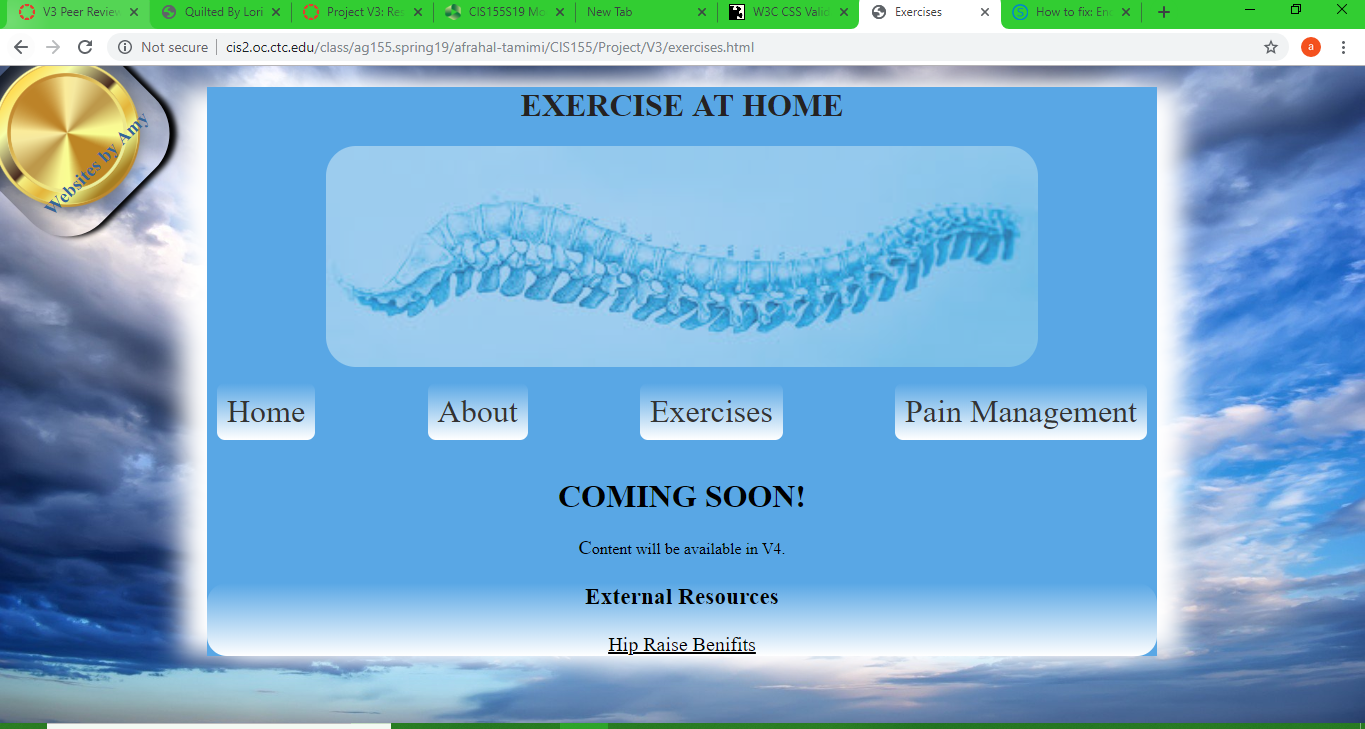 V3 Peer Review
Quilted By Lori
Project V3: Res
CIS155S19 Mo
New Tab
W3C CSS Valid
Exercises
How to fix: Enc
Not secure
cis2.oc.ctc.edu/class/ag155.spring19/afrahal-tamimi/CIS155/Project/V3/exercises.html
a
Websites by Amy
EXERCISE AT HOME
Home
About
Exercises
Pain Management
COMING SOON!
Content will be available in V4.
External Resources
Hip Raise Benifits